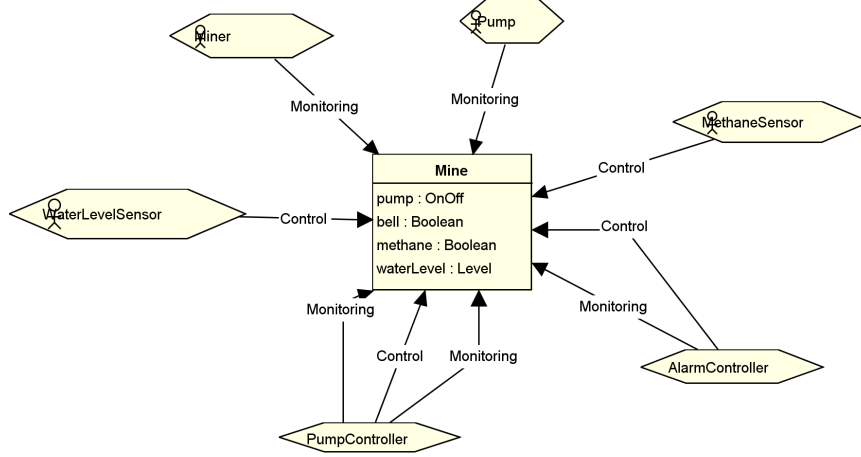 Miner
Pump
Monitoring
Monitoring
MethaneSensor
Mine
Control
pump : OnOff
WaterLevelSensor
Control
bell : Boolean
Control
methane : Boolean
waterLevel : Level
Monitoring
Monitoring
Control
Monitoring
AlarmController
PumpController